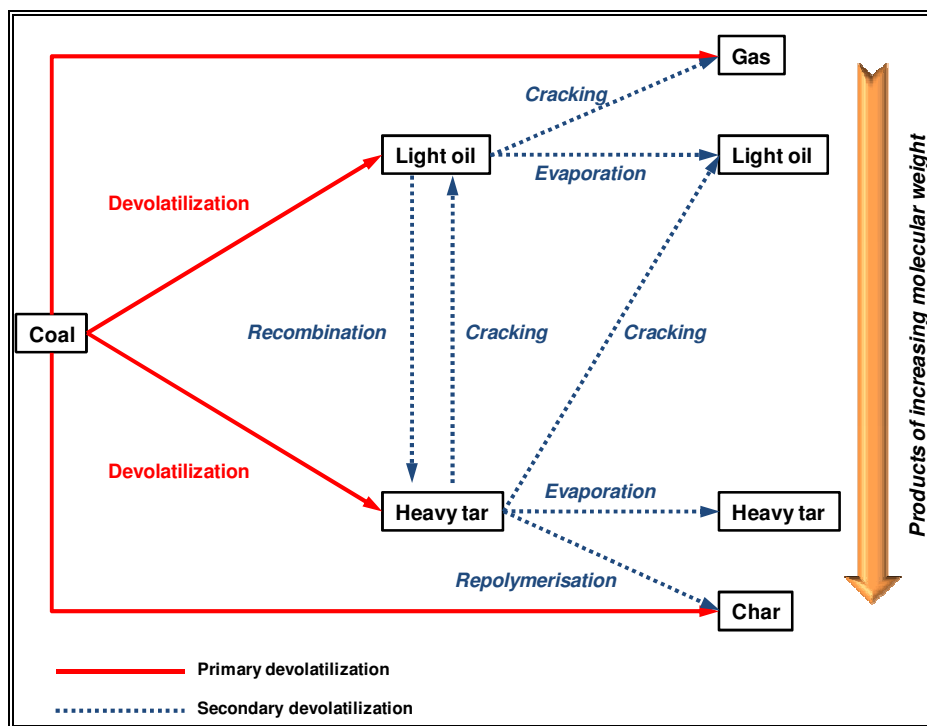 Gas
Cracking
Light oil
Light oil
Evaporation
Devolatilization
Coal
Recombination
Cracking
Cracking
Devolatilization
Heavy tar
Evaporation
Heavy tar
Repolymerisation
Char
Products of increasing molecular weight
Primary devolatilization
Secondary devolatilization